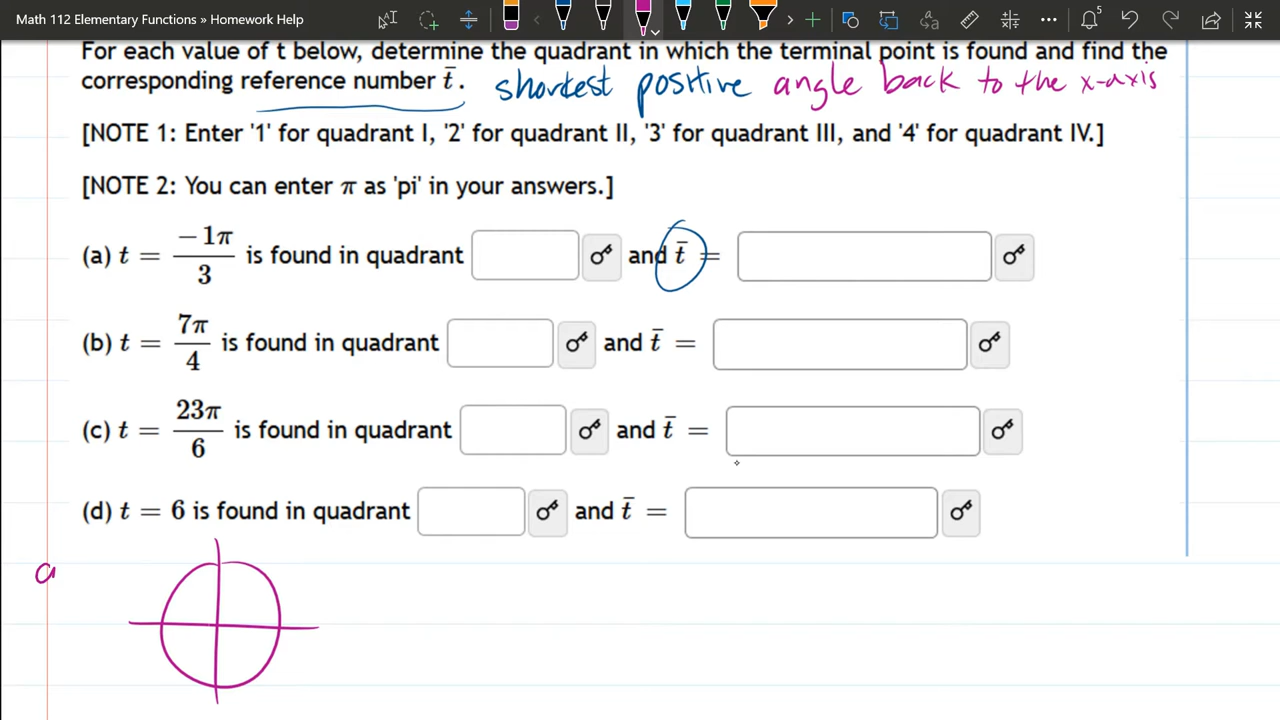 Math 112 Elementary Functions » Homework Help
5
For each value of t below, determine the quadrant in which the terminal point is found and find the
corresponding reference number t̄. shortest positive angle back to the x-axis
[NOTE 1: Enter '1' for quadrant I, '2' for quadrant II, '3' for quadrant III, and '4' for quadrant IV.]
[NOTE 2: You can enter π as 'pi' in your answers.]
(a) t = −1π/3 is found in quadrant and t̄ =
(b) t = 7π/4 is found in quadrant and t̄ =
(c) t = 23π/6 is found in quadrant and t̄ =
(d) t = 6 is found in quadrant and t̄ =
a